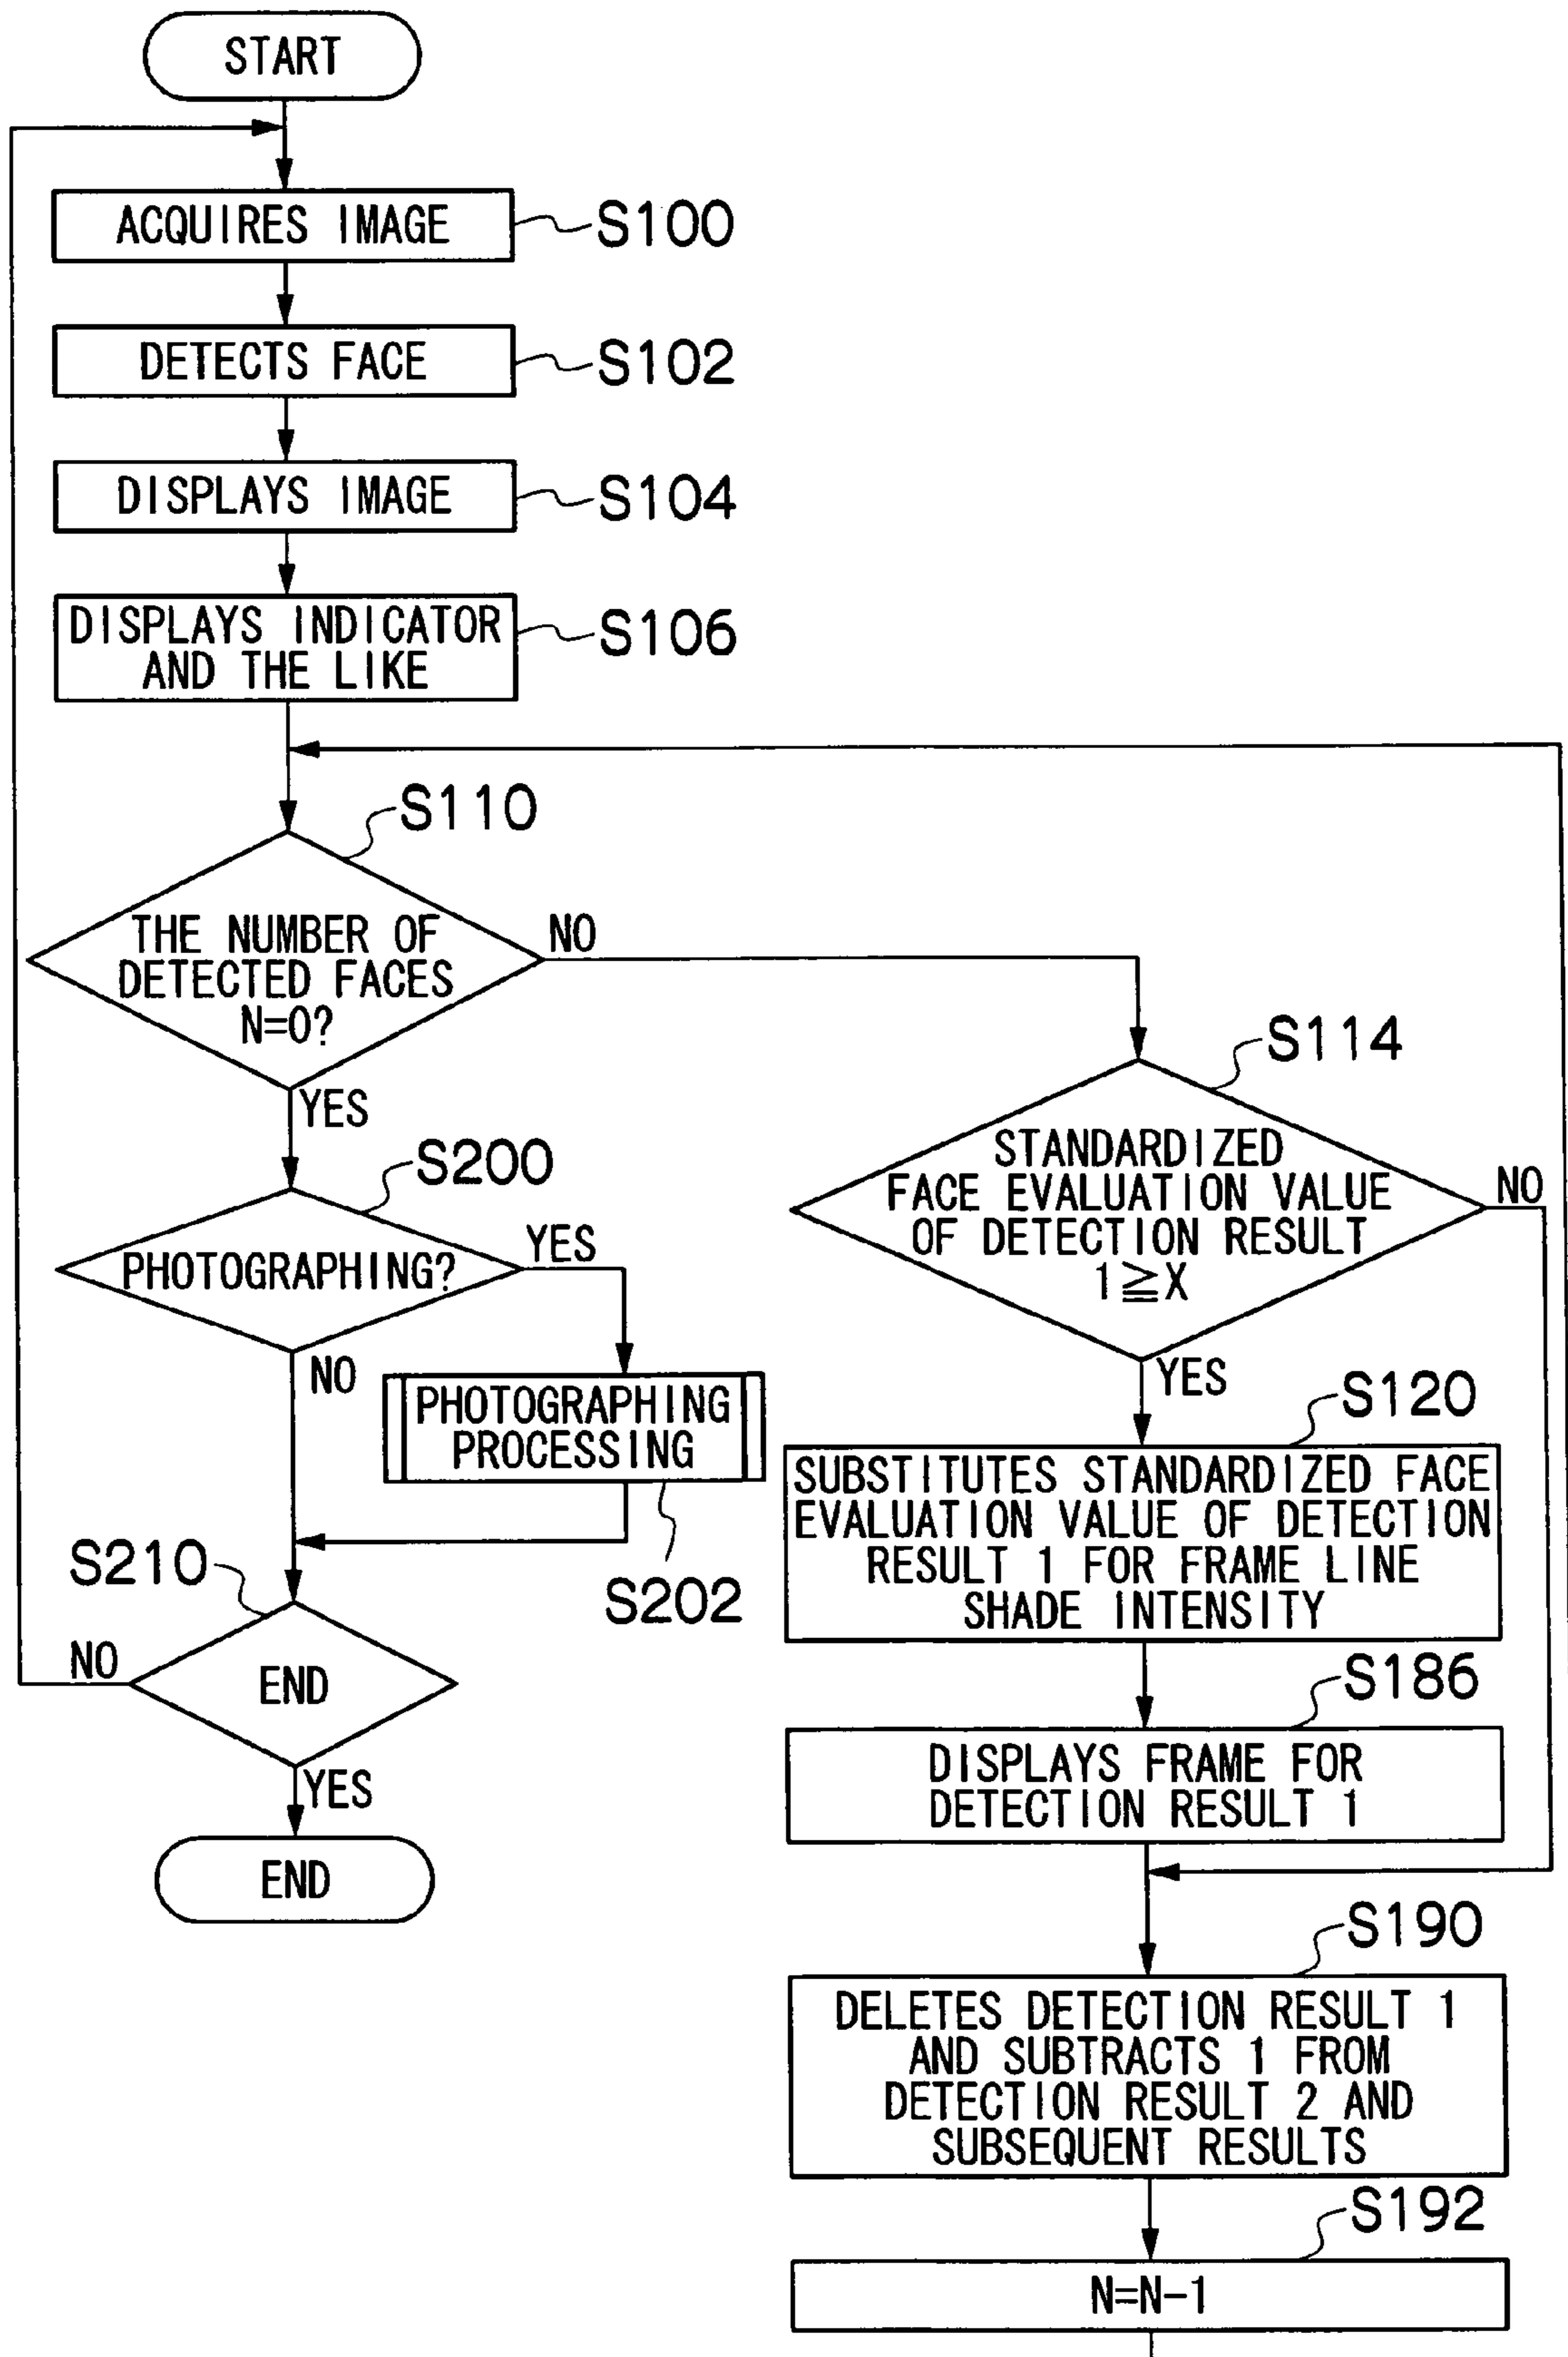 START
ACQUIRES IMAGE
S100
DETECTS FACE
S102
DISPLAYS IMAGE
S104
DISPLAYS INDICATOR
AND THE LIKE
S106
S110
THE NUMBER OF
DETECTED FACES
N=0?
NO
YES
S114
STANDARDIZED
FACE EVALUATION VALUE
OF DETECTION RESULT
1≧X
NO
YES
S200
PHOTOGRAPHING?
YES
NO
PHOTOGRAPHING
PROCESSING
S202
S210
END
NO
YES
END
S120
SUBSTITUTES STANDARDIZED FACE
EVALUATION VALUE OF DETECTION
RESULT 1 FOR FRAME LINE
SHADE INTENSITY
S186
DISPLAYS FRAME FOR
DETECTION RESULT 1
S190
DELETES DETECTION RESULT 1
AND SUBTRACTS 1 FROM
DETECTION RESULT 2 AND
SUBSEQUENT RESULTS
S192
N=N-1